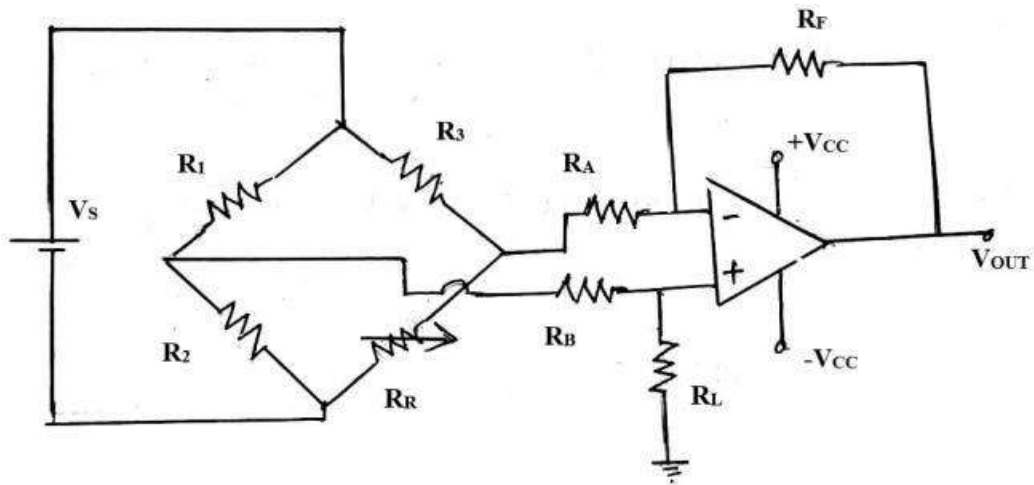 RF
R3
+VCC
R1
RA
VS
-
+
VOUT
R2
RB
-VCC
RR
RL